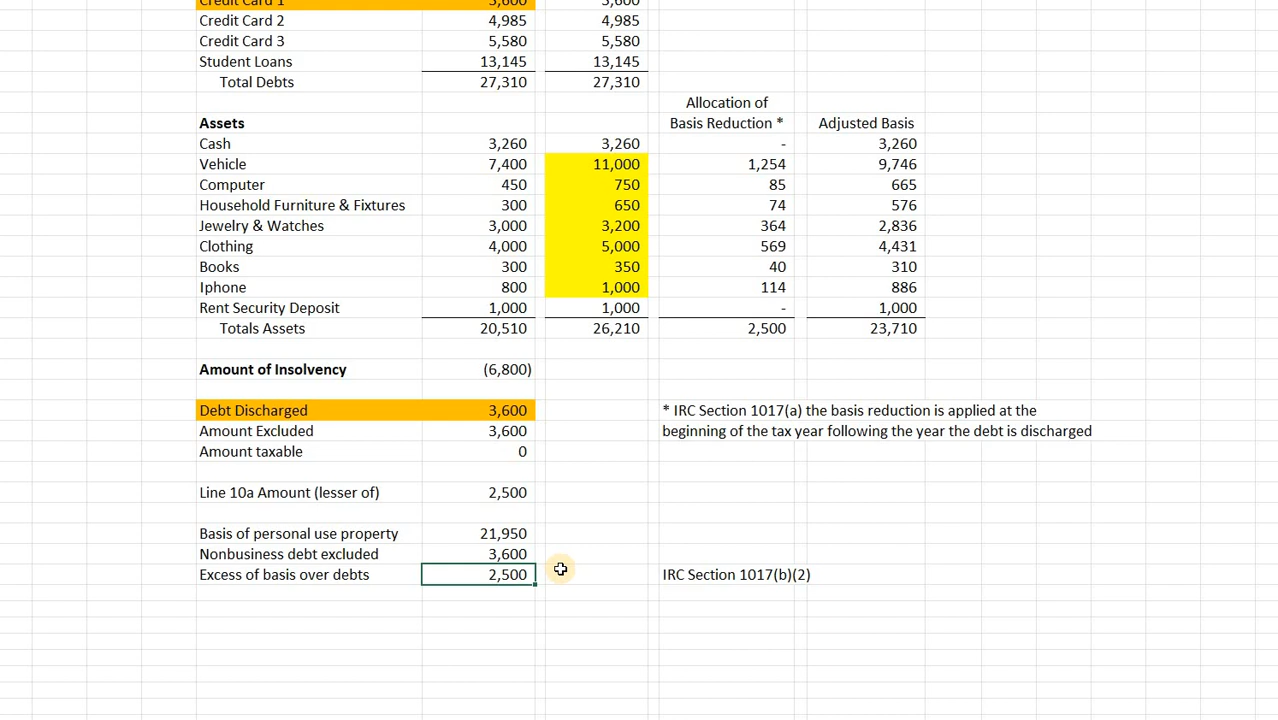 Credit Card 1 3,600 3,600
Credit Card 2 4,985 4,985
Credit Card 3 5,580 5,580
Student Loans 13,145 13,145
Total Debts 27,310 27,310
Allocation of
Assets Basis Reduction * Adjusted Basis
Cash 3,260 3,260 - 3,260
Vehicle 7,400 11,000 1,254 9,746
Computer 450 750 85 665
Household Furniture & Fixtures 300 650 74 576
Jewelry & Watches 3,000 3,200 364 2,836
Clothing 4,000 5,000 569 4,431
Books 300 350 40 310
Iphone 800 1,000 114 886
Rent Security Deposit 1,000 1,000 - 1,000
Totals Assets 20,510 26,210 2,500 23,710
Amount of Insolvency (6,800)
Debt Discharged 3,600 * IRC Section 1017(a) the basis reduction is applied at the
Amount Excluded 3,600 beginning of the tax year following the year the debt is discharged
Amount taxable 0
Line 10a Amount (lesser of) 2,500
Basis of personal use property 21,950
Nonbusiness debt excluded 3,600
Excess of basis over debts 2,500 IRC Section 1017(b)(2)